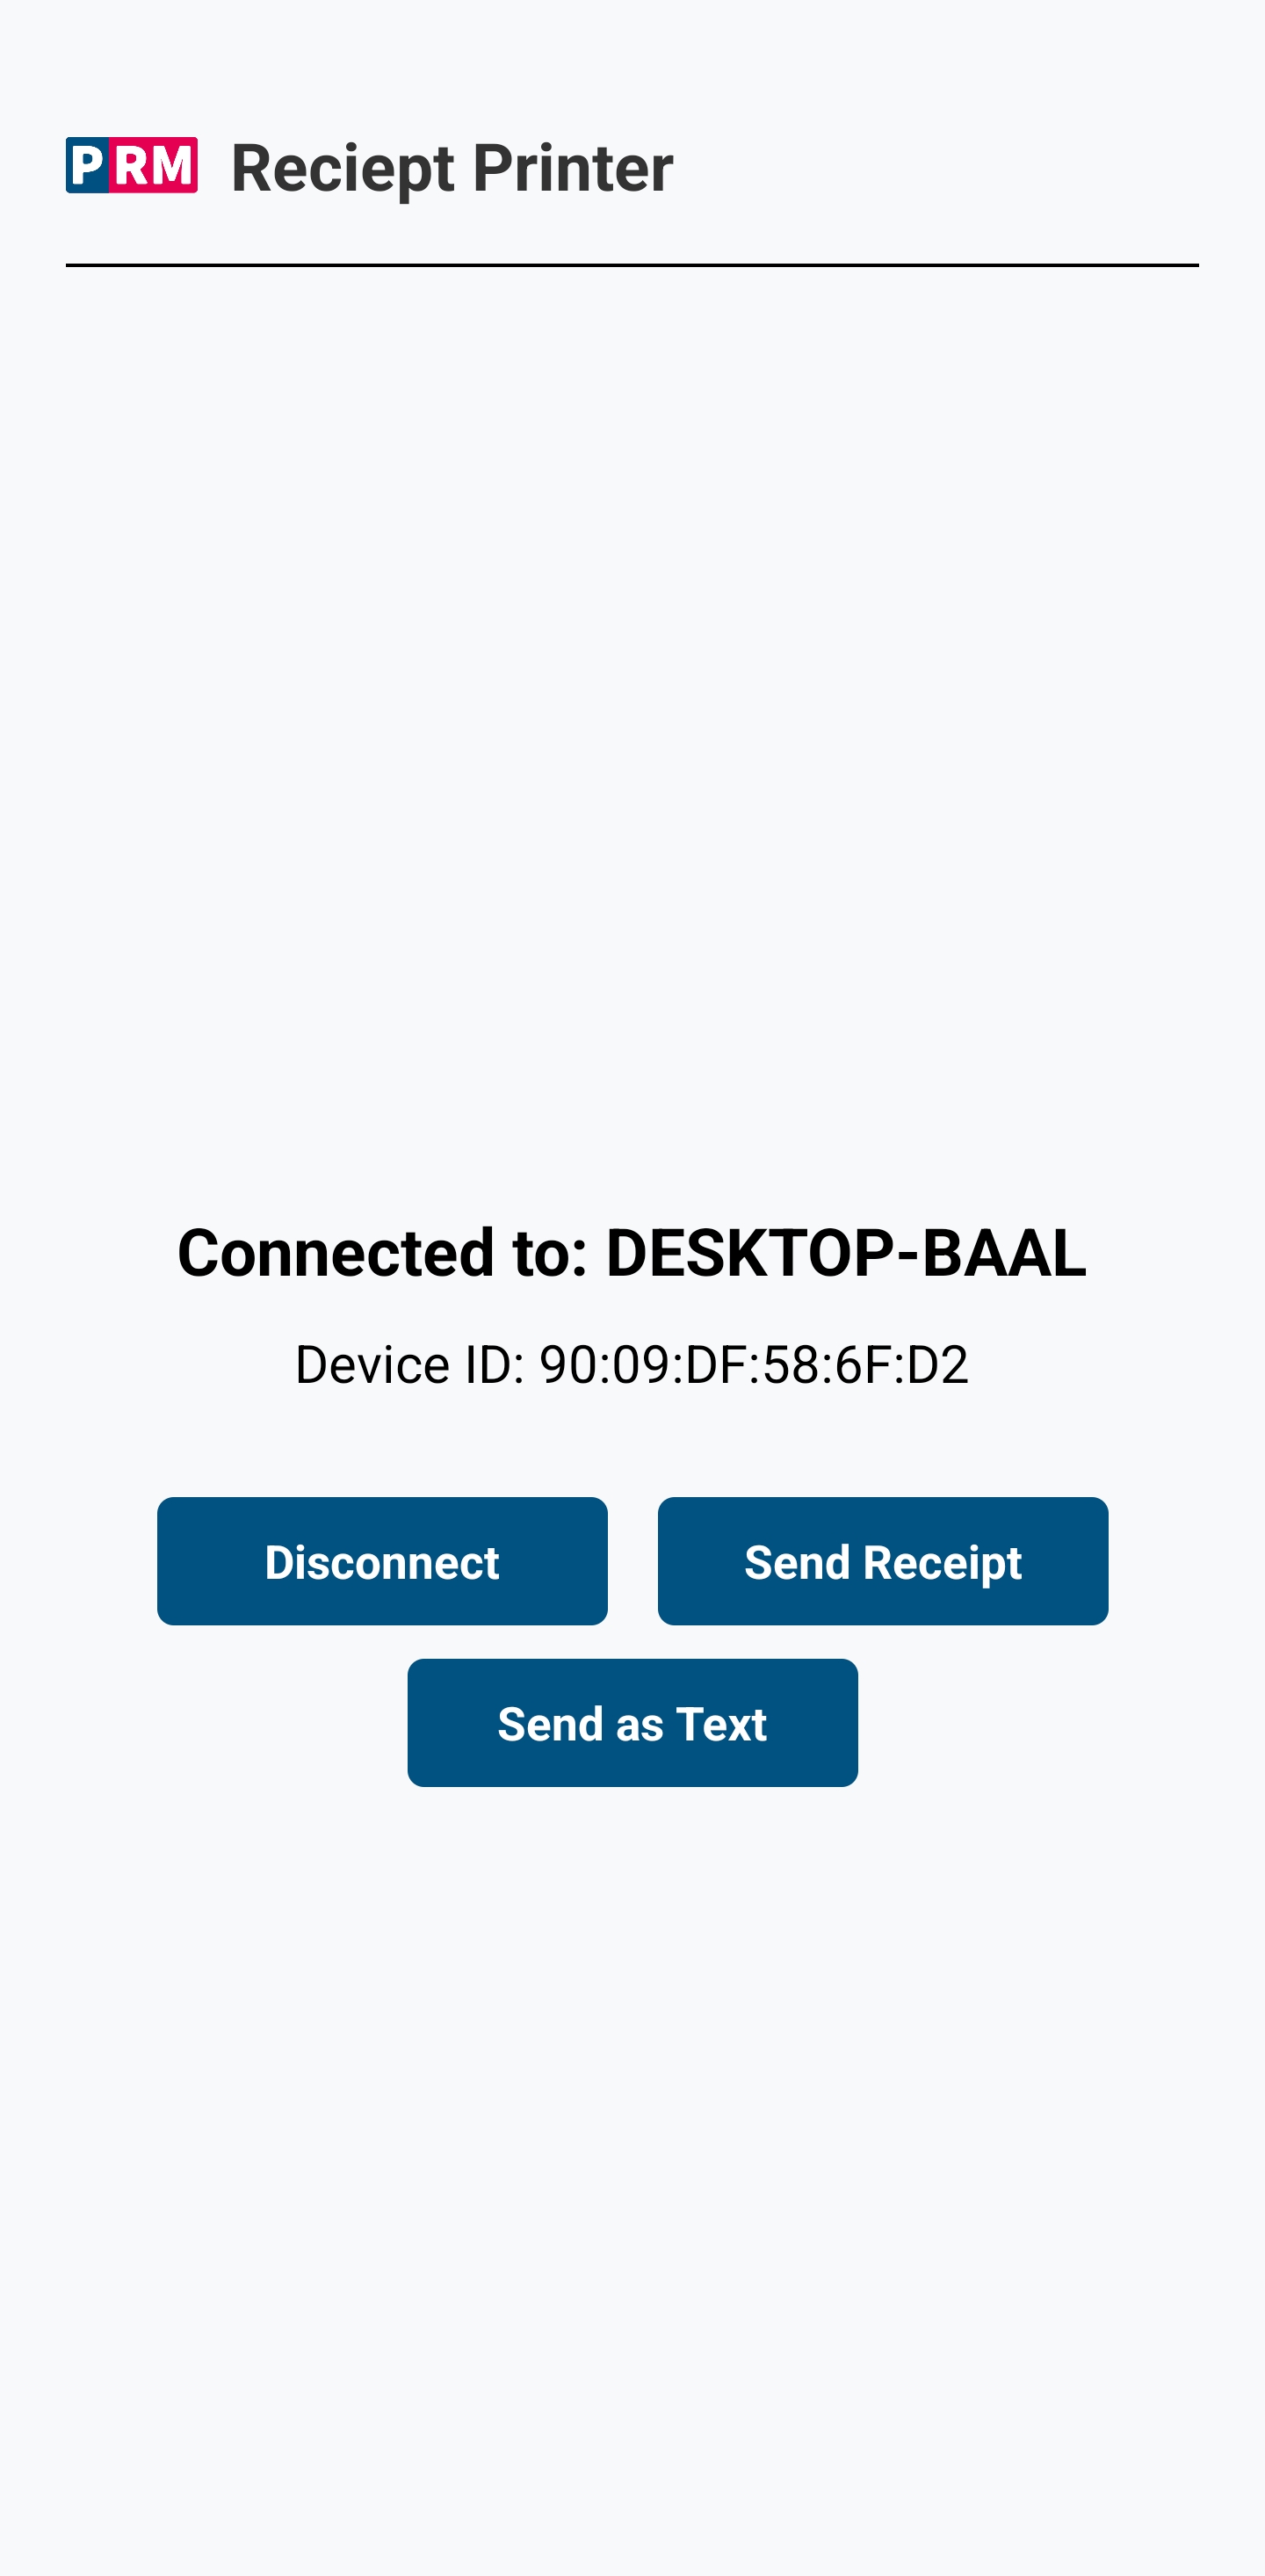 PRM Reciept Printer
Connected to: DESKTOP-BAAL
Device ID: 90:09:DF:58:6F:D2
Disconnect
Send Receipt
Send as Text